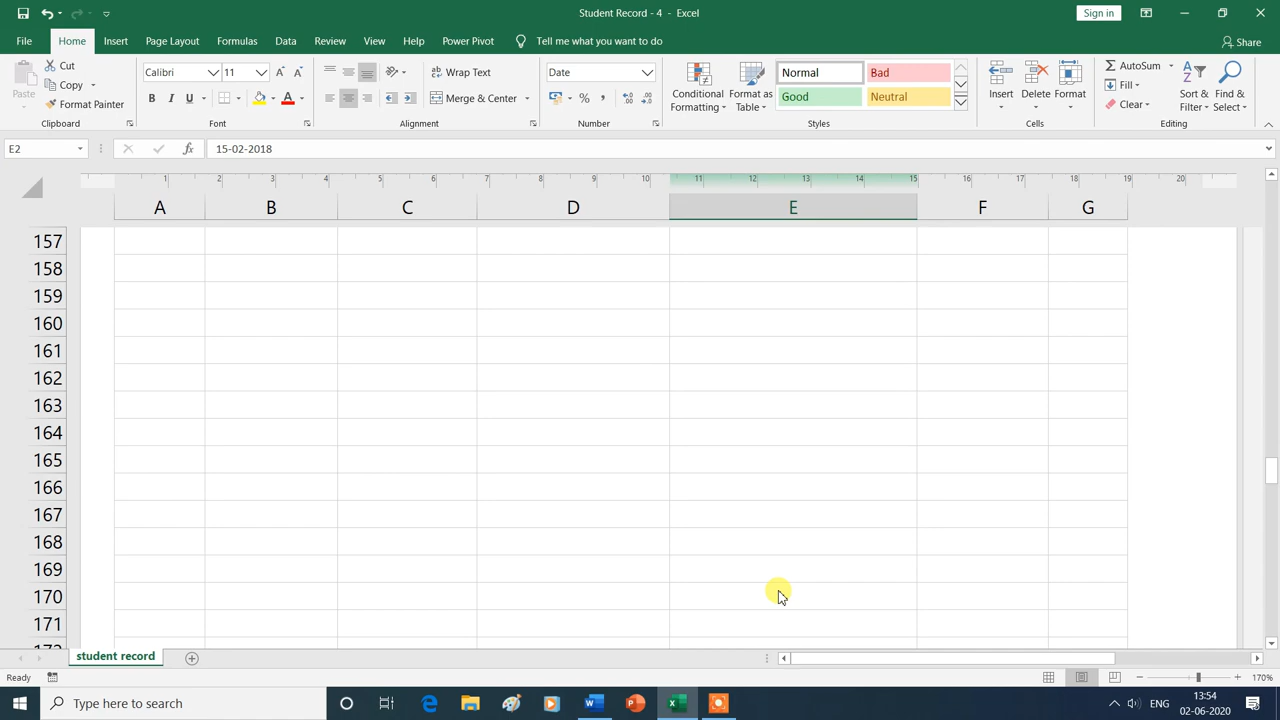 Student Record - 4 - Excel
Sign in
File Home Insert Page Layout Formulas Data Review View Help Power Pivot Tell me what you want to do Share
Paste
Cut
Copy
Format Painter
Clipboard
Calibri 11
B I U A
Font
Wrap Text
Merge & Center
Alignment
Date
%
Number
Conditional Formatting
Format as Table
Normal Bad
Good Neutral
Styles
Insert Delete Format
Cells
AutoSum
Fill
Clear
Sort & Filter
Find & Select
Editing
E2 fx 15-02-2018
1 2 3 4 5 6 7 8 9 10 11 12 13 14 15 16 17 18 19 20
A B C D E F G
157
158
159
160
161
162
163
164
165
166
167
168
169
170
171
student record
Ready 170%
Type here to search
ENG
13:54
02-06-2020